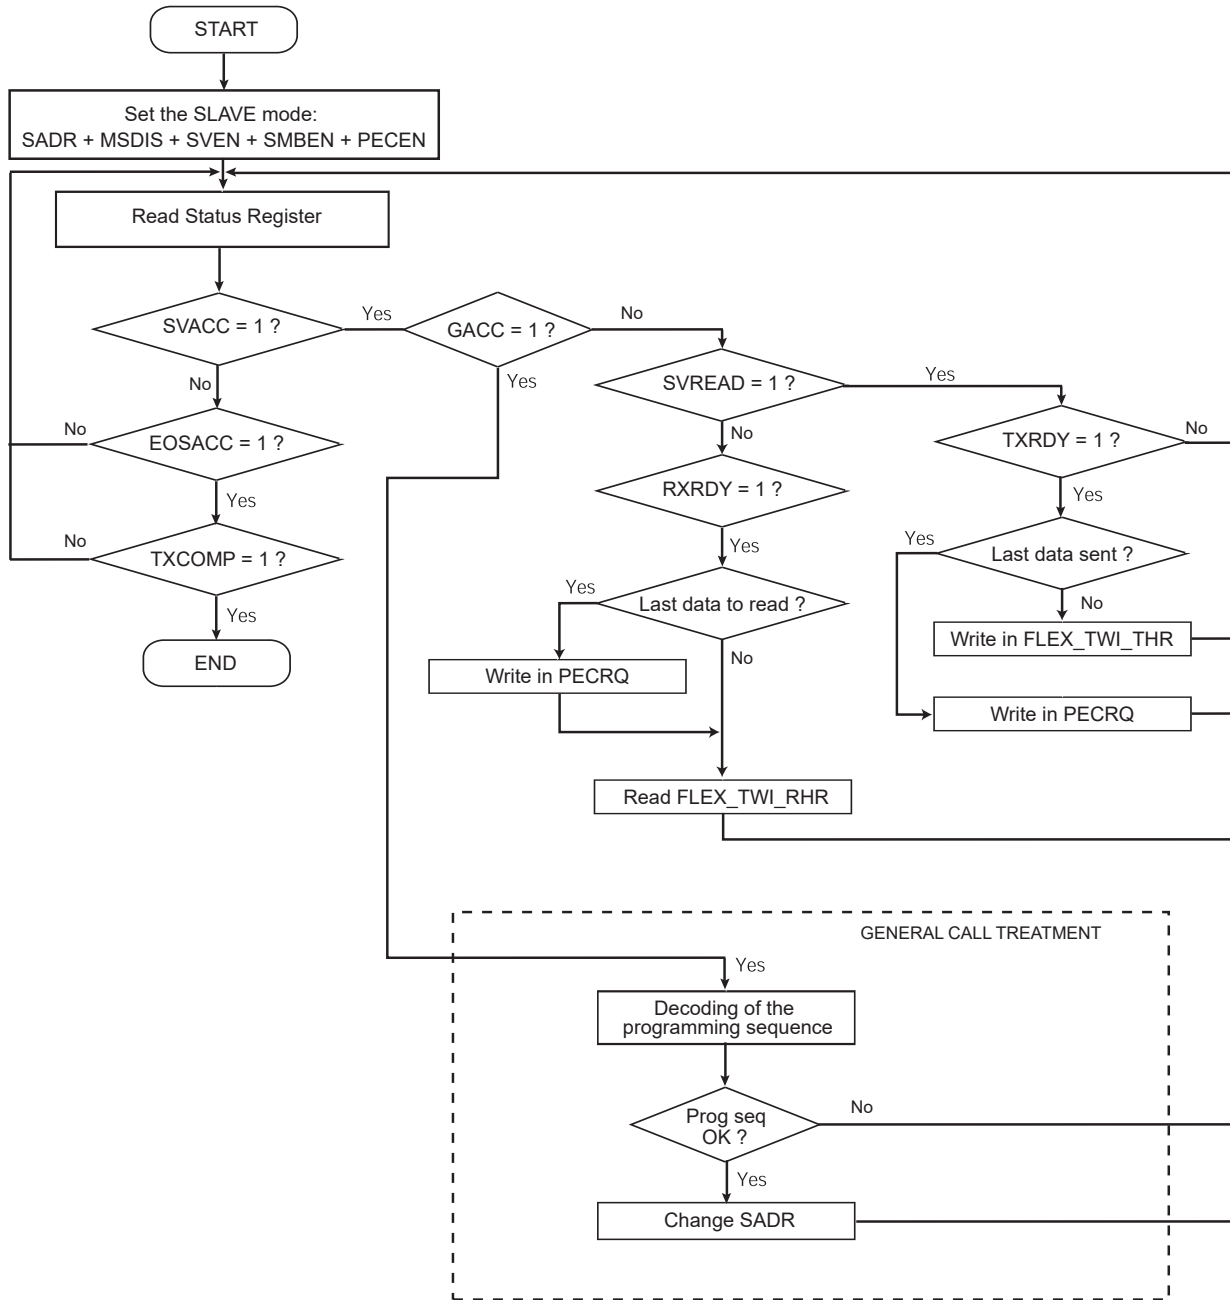 START
Set the SLAVE mode:
SADR + MSDIS + SVEN + SMBEN + PECEN
Read Status Register
SVACC = 1 ?
Yes
GACC = 1 ?
No
No
Yes
SVREAD = 1 ?
Yes
No
EOSACC = 1 ?
No
TXRDY = 1 ?
No
Yes
RXRDY = 1 ?
Yes
No
TXCOMP = 1 ?
Yes
Yes
Last data sent ?
Yes
Last data to read ?
No
Yes
END
Write in FLEX_TWI_THR
No
Write in PECRQ
Write in PECRQ
Read FLEX_TWI_RHR
GENERAL CALL TREATMENT
Yes
Decoding of the
programming sequence
Prog seq
OK ?
No
Yes
Change SADR